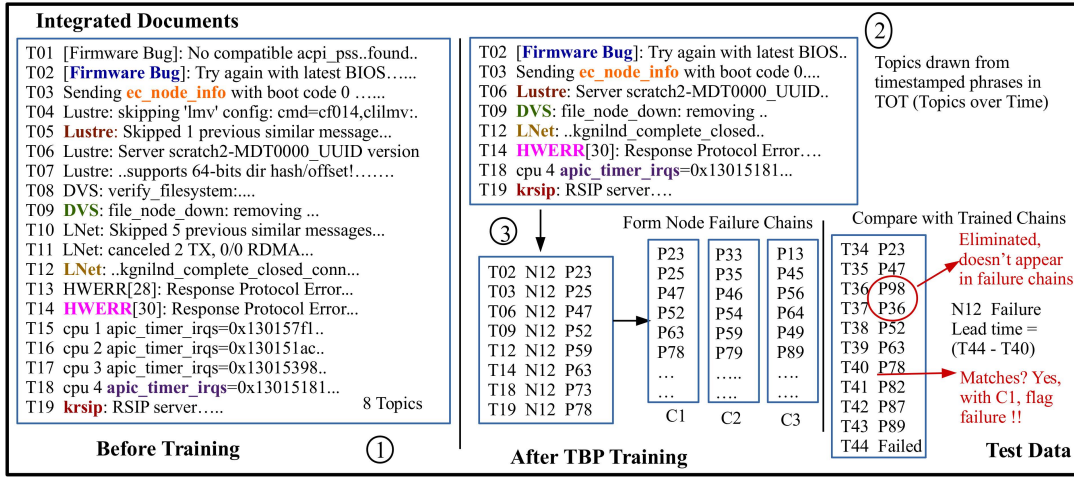 Integrated Documents
T01 [Firmware Bug]: No compatible acpi_pss..found..
T02 [Firmware Bug]: Try again with latest BIOS…...
T03 Sending ec_node_info with boot code 0 …...
T04 Lustre: skipping 'lmv' config: cmd=cf014,clilmv:.
T05 Lustre: Skipped 1 previous similar message...
T06 Lustre: Server scratch2-MDT0000_UUID version
T07 Lustre: ..supports 64-bits dir hash/offset!…….
T08 DVS: verify_filesystem:....
T09 DVS: file_node_down: removing ...
T10 LNet: Skipped 5 previous similar messages...
T11 LNet: canceled 2 TX, 0/0 RDMA...
T12 LNet: ..kgnilnd_complete_closed_conn...
T13 HWERR[28]: Response Protocol Error...
T14 HWERR[30]: Response Protocol Error...
T15 cpu 1 apic_timer_irqs=0x130157f1..
T16 cpu 2 apic_timer_irqs=0x130151ac..
T17 cpu 3 apic_timer_irqs=0x13015398..
T18 cpu 4 apic_timer_irqs=0x13015181...
T19 krsip: RSIP server…..
8 Topics
Before Training
1
T02 [Firmware Bug]: Try again with latest BIOS..
T03 Sending ec_node_info with boot code 0....
T06 Lustre: Server scratch2-MDT0000_UUID..
T09 DVS: file_node_down: removing ..
T12 LNet: ..kgnilnd_complete_closed..
T14 HWERR[30]: Response Protocol Error….
T18 cpu 4 apic_timer_irqs=0x13015181...
T19 krsip: RSIP server….
2
Topics drawn from
timestamped phrases in
TOT (Topics over Time)
3
T02 N12 P23
T03 N12 P25
T06 N12 P47
T09 N12 P52
T12 N12 P59
T14 N12 P63
T18 N12 P73
T19 N12 P78
Form Node Failure Chains
P23
P25
P47
P52
P63
P78
…
…
C1
P33
P35
P46
P54
P59
P79
…..
….
C2
P13
P45
P56
P64
P49
P89
…
…
C3
After TBP Training
Compare with Trained Chains
T34 P23
T35 P47
T36 P98
T37 P36
T38 P52
T39 P63
T40 P78
T41 P82
T42 P87
T43 P89
T44 Failed
Eliminated,
doesn't appear
in failure chains
N12 Failure
Lead time =
(T44 - T40)
Matches? Yes,
with C1, flag
failure !!
Test Data